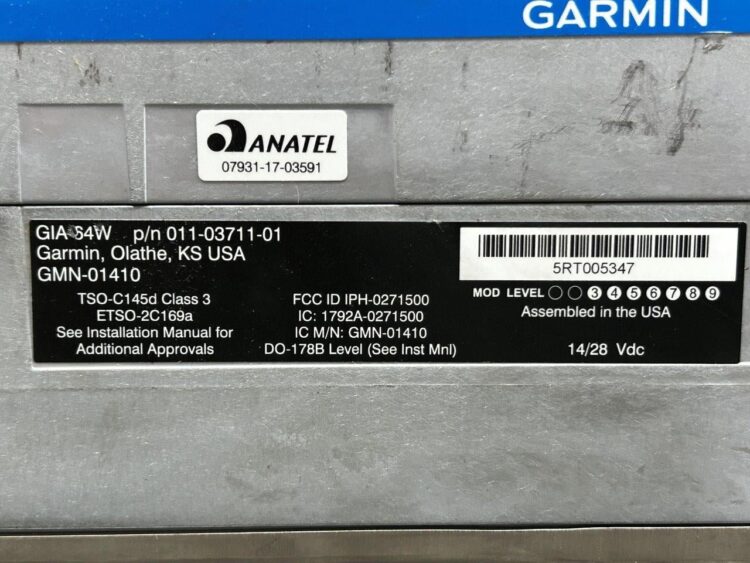 GARMIN
ANATEL
07931-17-03591
GIA 64W p/n 011-03711-01
Garmin, Olathe, KS USA
GMN-01410
TSO-C145d Class 3
ETSO-2C169a
See Installation Manual for
Additional Approvals
FCC ID IPH-0271500
IC: 1792A-0271500
IC M/N: GMN-01410
DO-178B Level (See Inst Mnl)
5RT005347
MOD LEVEL 3 4 5 6 7 8 9
Assembled in the USA
14/28 Vdc